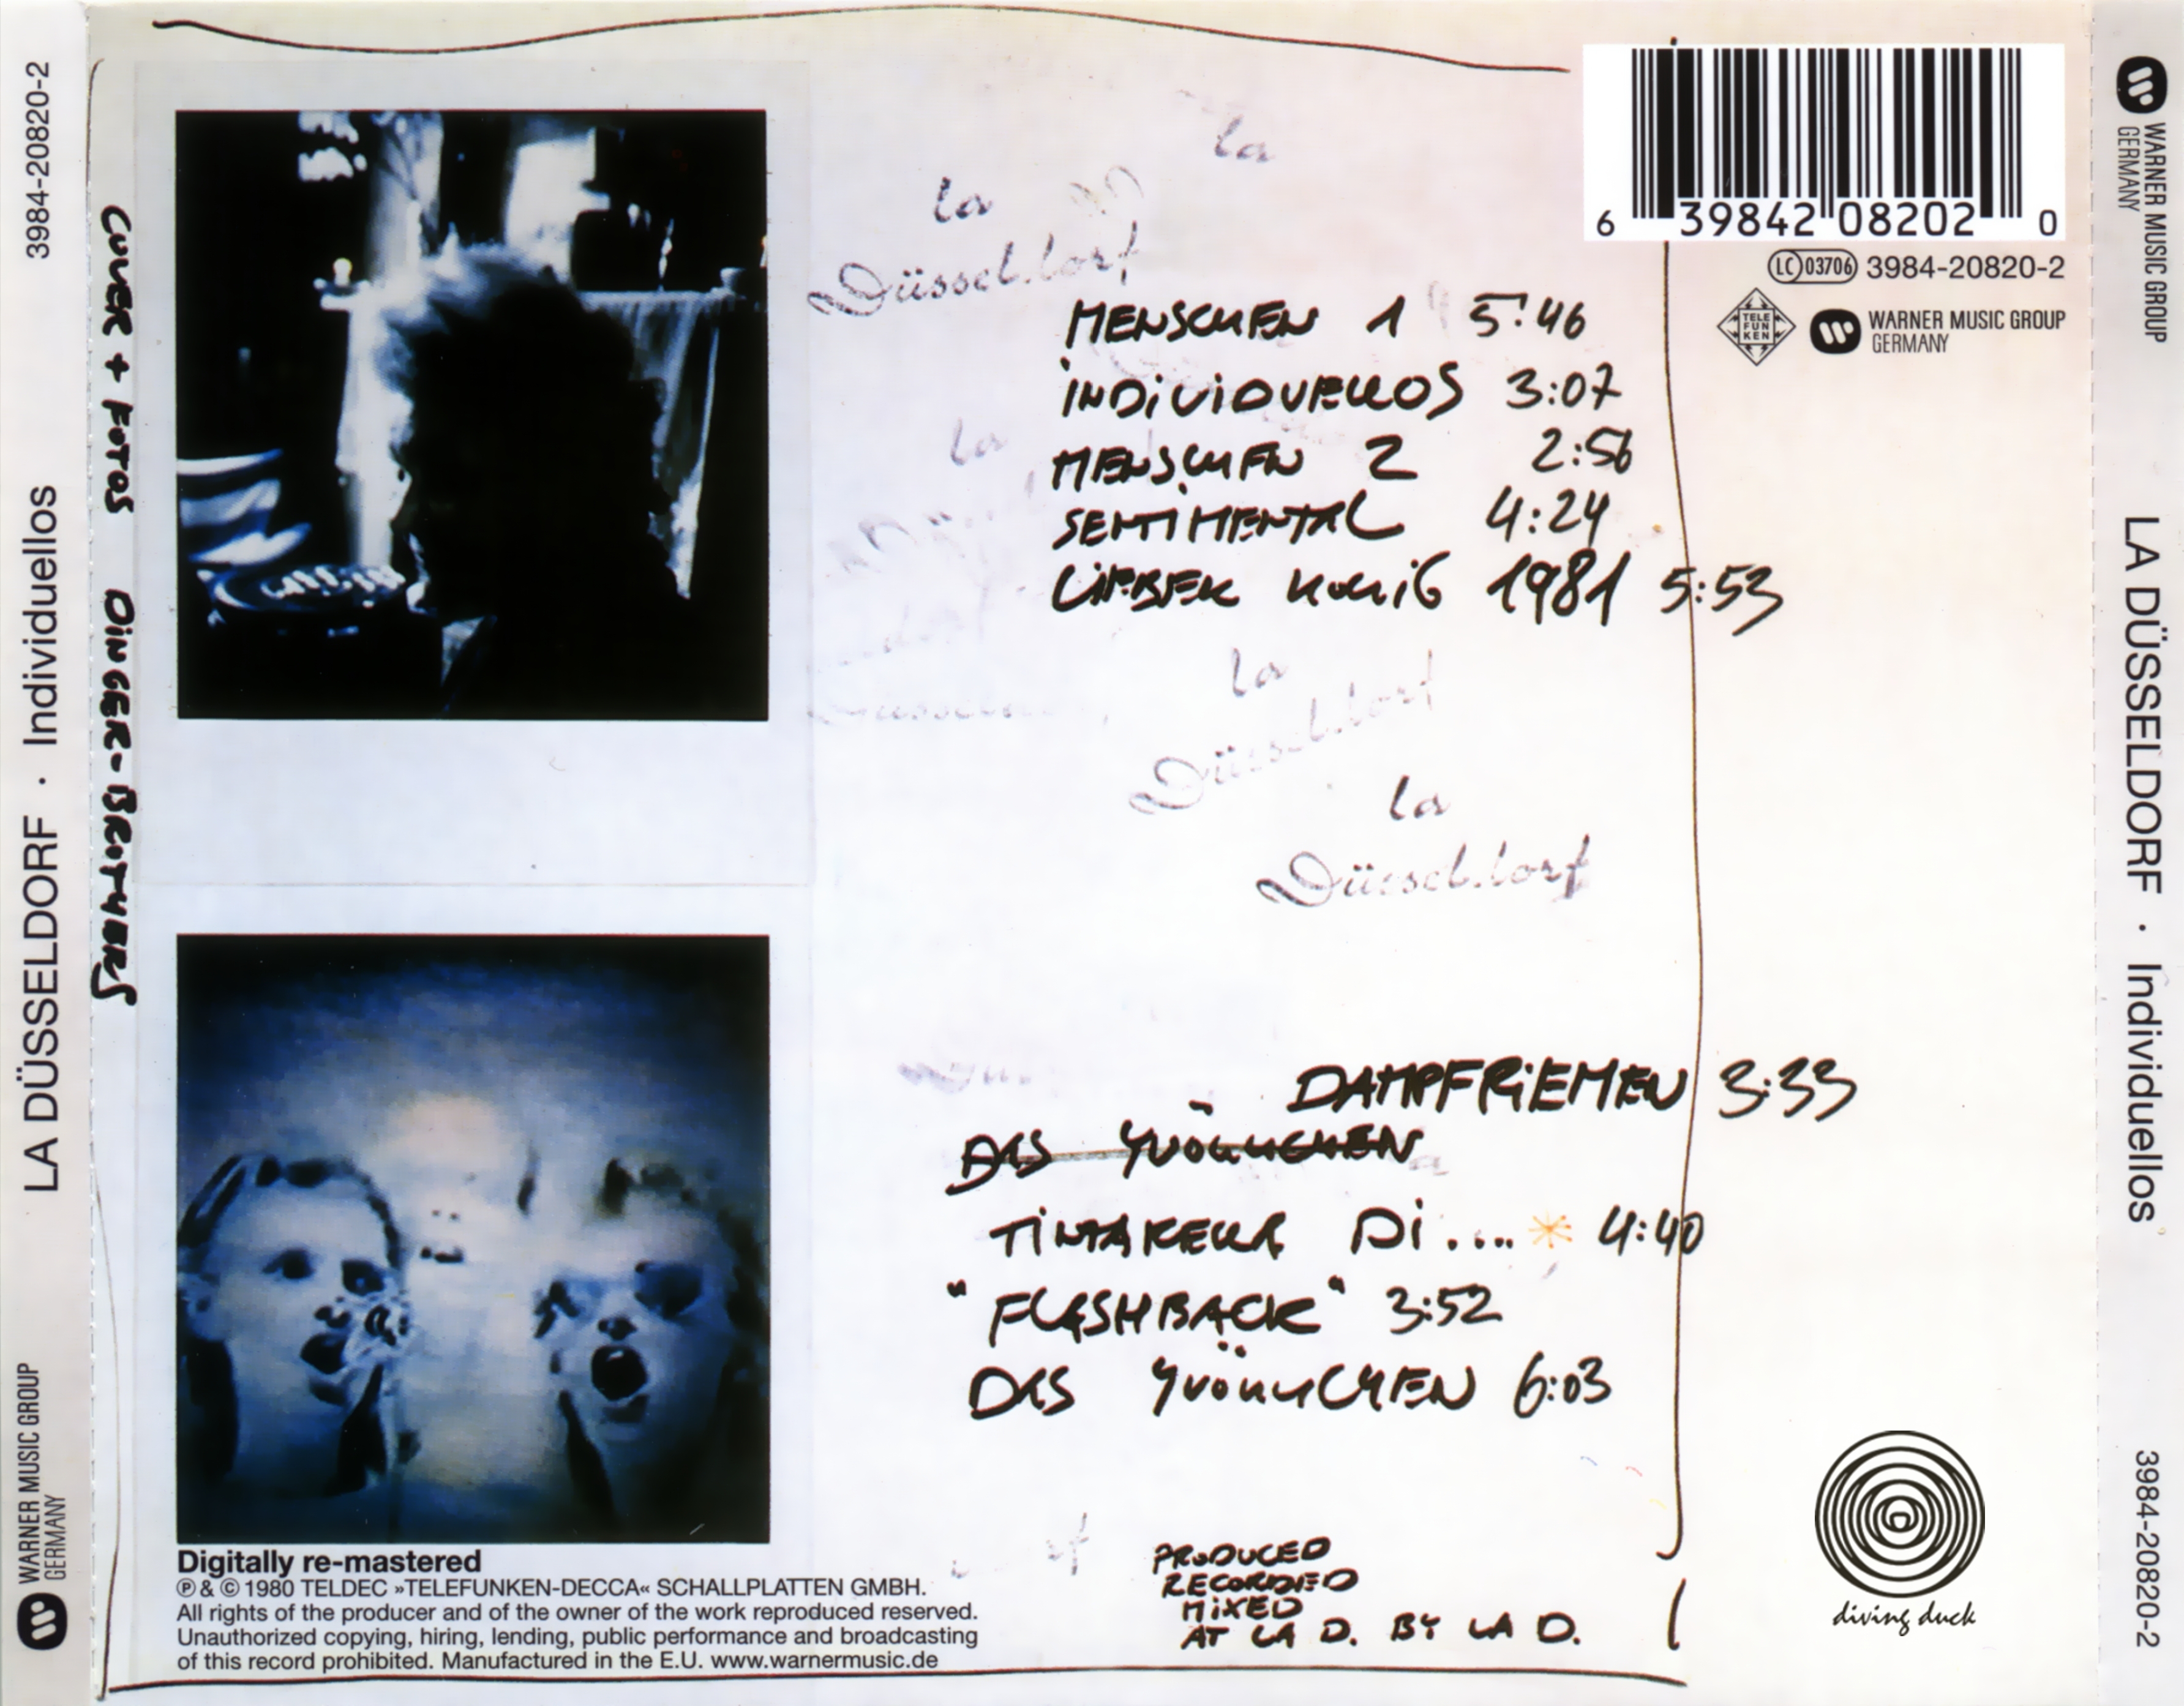 3984-20820-2
LA DÜSSELDORF · Individuellos
WARNER MUSIC GROUP
GERMANY
COVER + FOTOS DINGER-BROTHERS
la
la
Düsseldorf
la
la
Düsseldorf
la
Düsseldorf
MENSCHEN 1 5:46
INDIVIDUELLOS 3:07
MENSCHEN 2 2:56
SENTIMENTAL 4:24
LIEBER HONIG 1981 5:53
DAMPFRIEMEN 3:33
DAS YVÖNNCHEN
TINTARELLA DI.... * 4:40
"FLASHBACK" 3:52
DAS YVÖNNCHEN 6:03
PRODUCED
RECORDED
MIXED
AT LA D. BY LA D.
Digitally re-mastered
Ⓟ & © 1980 TELDEC »TELEFUNKEN-DECCA« SCHALLPLATTEN GMBH.
All rights of the producer and of the owner of the work reproduced reserved.
Unauthorized copying, hiring, lending, public performance and broadcasting
of this record prohibited. Manufactured in the E.U. www.warnermusic.de
6 39842 08202 0
LC 03706 3984-20820-2
TELE
FUN
KEN
WARNER MUSIC GROUP
GERMANY
diving duck
WARNER MUSIC GROUP
GERMANY
LA DÜSSELDORF · Individuellos
3984-20820-2